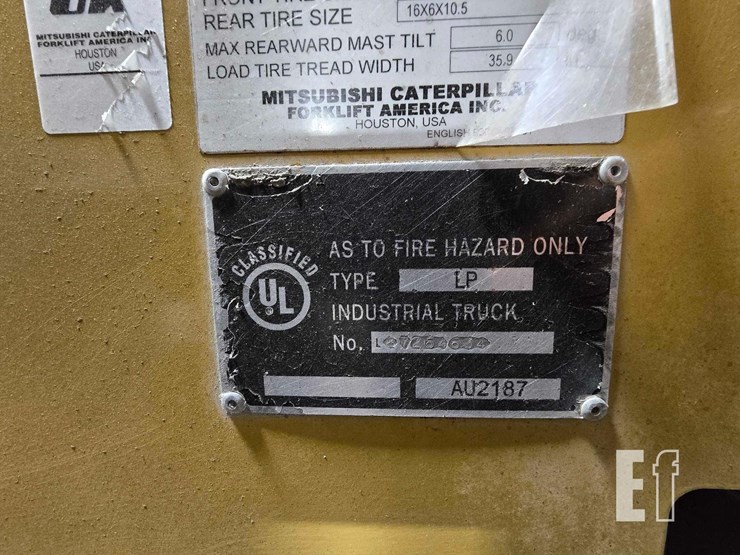 MITSUBISHI CATERPILLAR
FORKLIFT AMERICA INC.
HOUSTON
REAR TIRE SIZE 16X6X10.5
MAX REARWARD MAST TILT 6.0
LOAD TIRE TREAD WIDTH 35.9
MITSUBISHI CATERPILLAR
FORKLIFT AMERICA INC.
HOUSTON, USA
ENGLISH
CLASSIFIED
UL
®
AS TO FIRE HAZARD ONLY
TYPE LP
INDUSTRIAL TRUCK
No.
AU2187
Ef